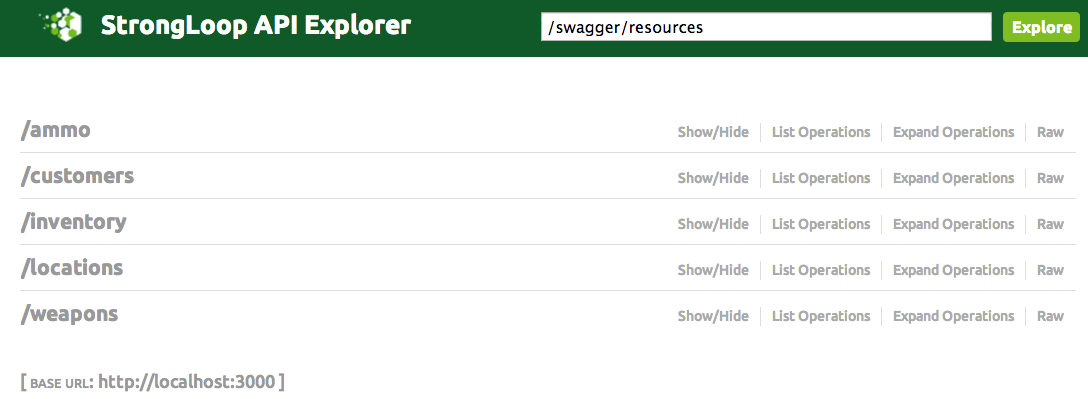 StrongLoop API Explorer /swagger/resources Explore
/ammo Show/Hide List Operations Expand Operations Raw
/customers Show/Hide List Operations Expand Operations Raw
/inventory Show/Hide List Operations Expand Operations Raw
/locations Show/Hide List Operations Expand Operations Raw
/weapons Show/Hide List Operations Expand Operations Raw
[ BASE URL: http://localhost:3000 ]